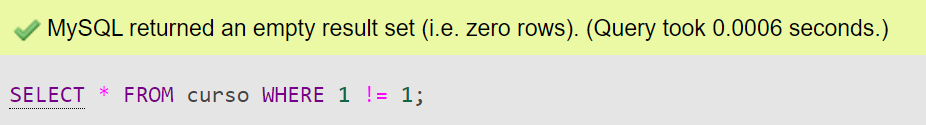 MySQL returned an empty result set (i.e. zero rows). (Query took 0.0006 seconds.)
SELECT * FROM curso WHERE 1 != 1;